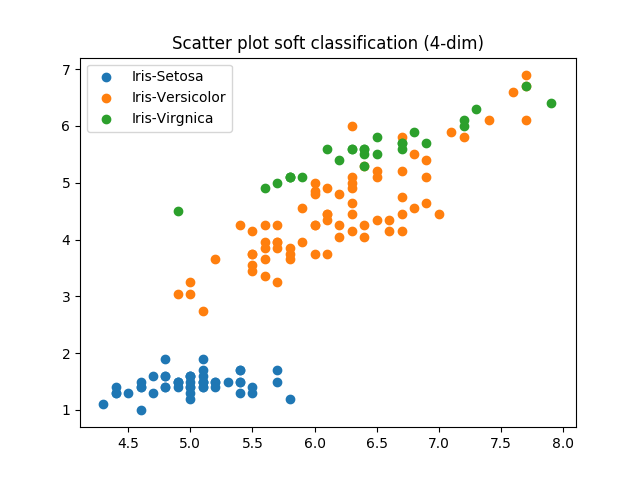 Scatter plot soft classification (4-dim)
Iris-Setosa
Iris-Versicolor
Iris-Virgnica
7
6
5
4
3
2
1
4.5 5.0 5.5 6.0 6.5 7.0 7.5 8.0